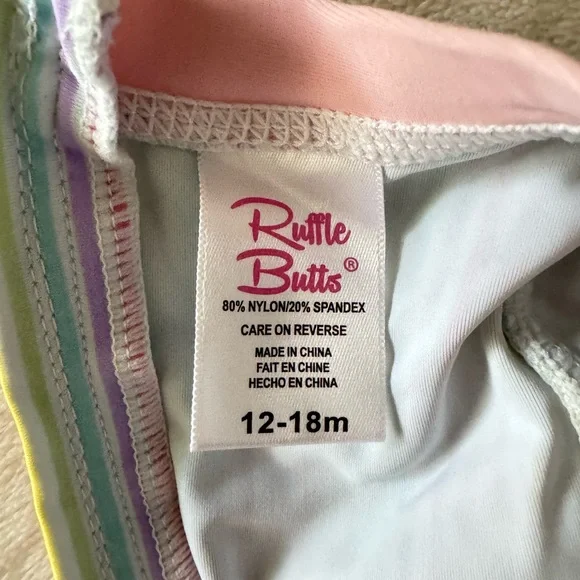 Ruffle
Butts®
80% NYLON/20% SPANDEX
CARE ON REVERSE
MADE IN CHINA
FAIT EN CHINE
HECHO EN CHINA
12-18m